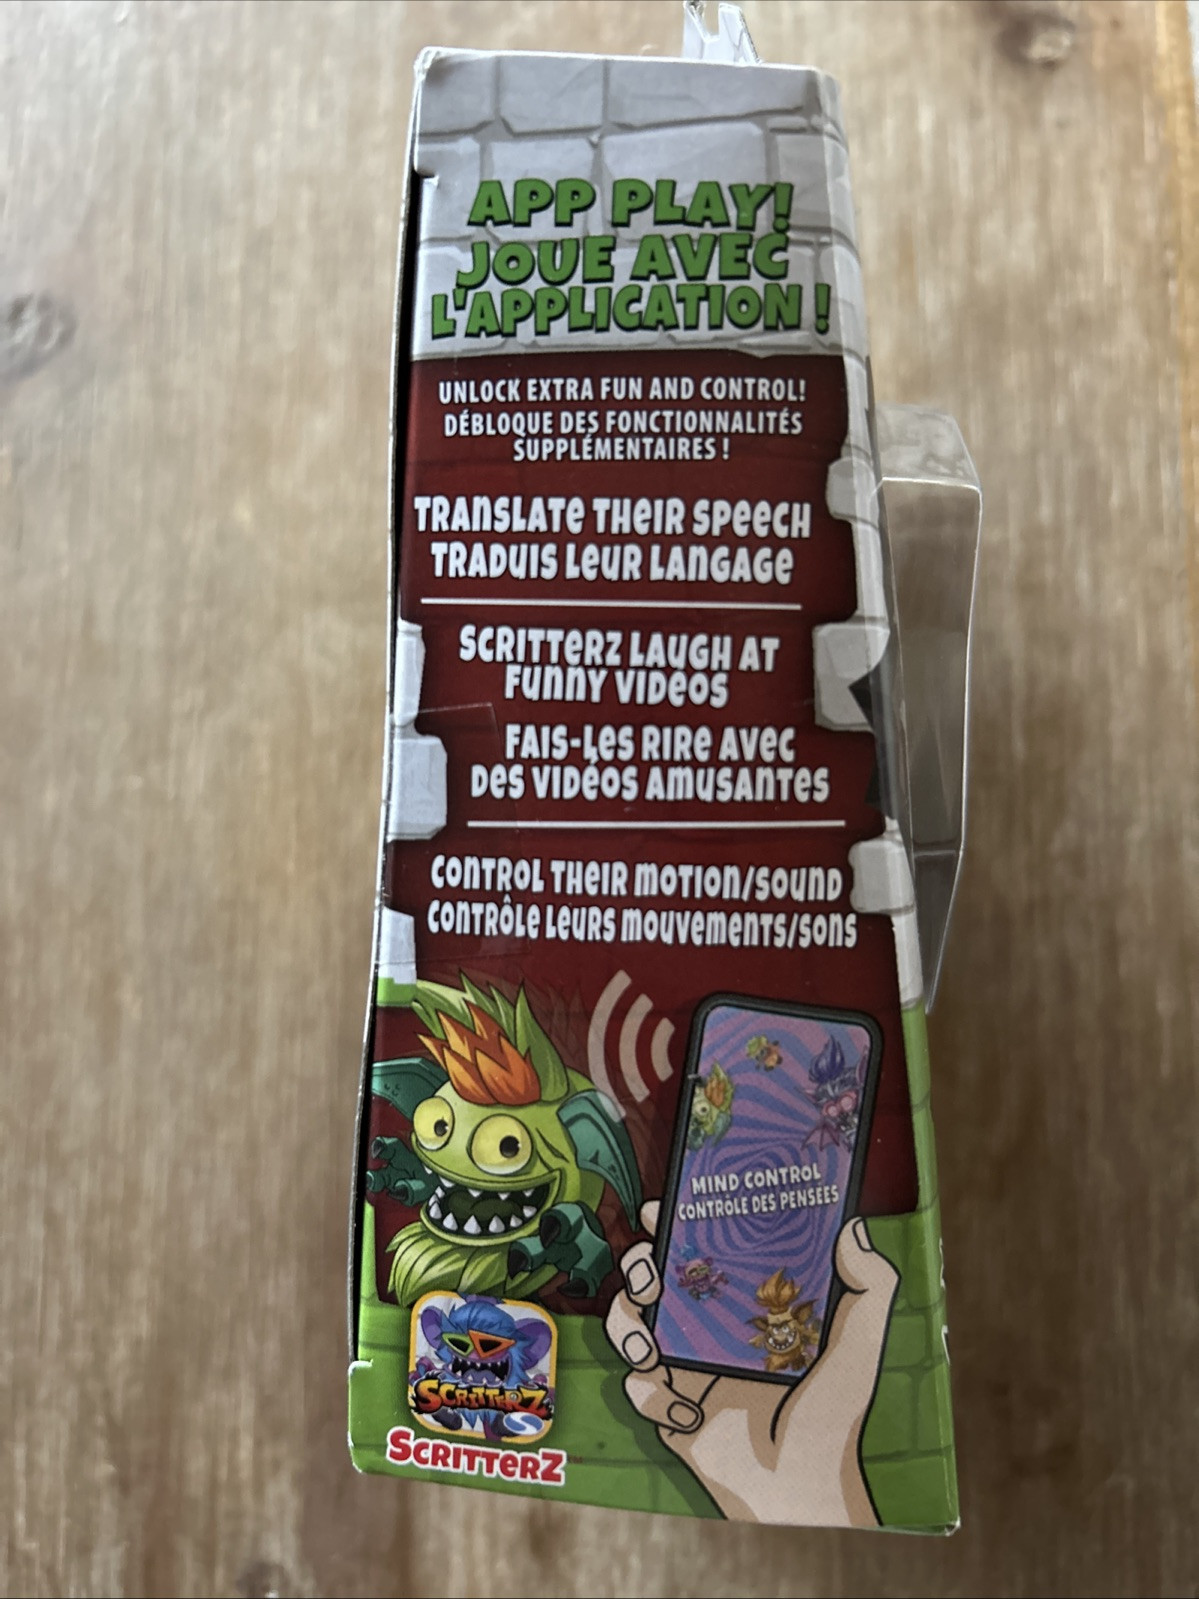 APP PLAY!
JOUE AVEC
L'APPLICATION !
UNLOCK EXTRA FUN AND CONTROL!
DÉBLOQUE DES FONCTIONNALITÉS
SUPPLÉMENTAIRES !
TRANSLATE THEIR SPEECH
TRADUIS LEUR LANGAGE
SCRITTERZ LAUGH AT
FUNNY VIDEOS
FAIS-LES RIRE AVEC
DES VIDÉOS AMUSANTES
CONTROL THEIR MOTION/SOUND
CONTRÔLE LEURS MOUVEMENTS/SONS
MIND CONTROL
CONTRÔLE DES PENSÉES
SCRITTERZ
SCRITTERZ™